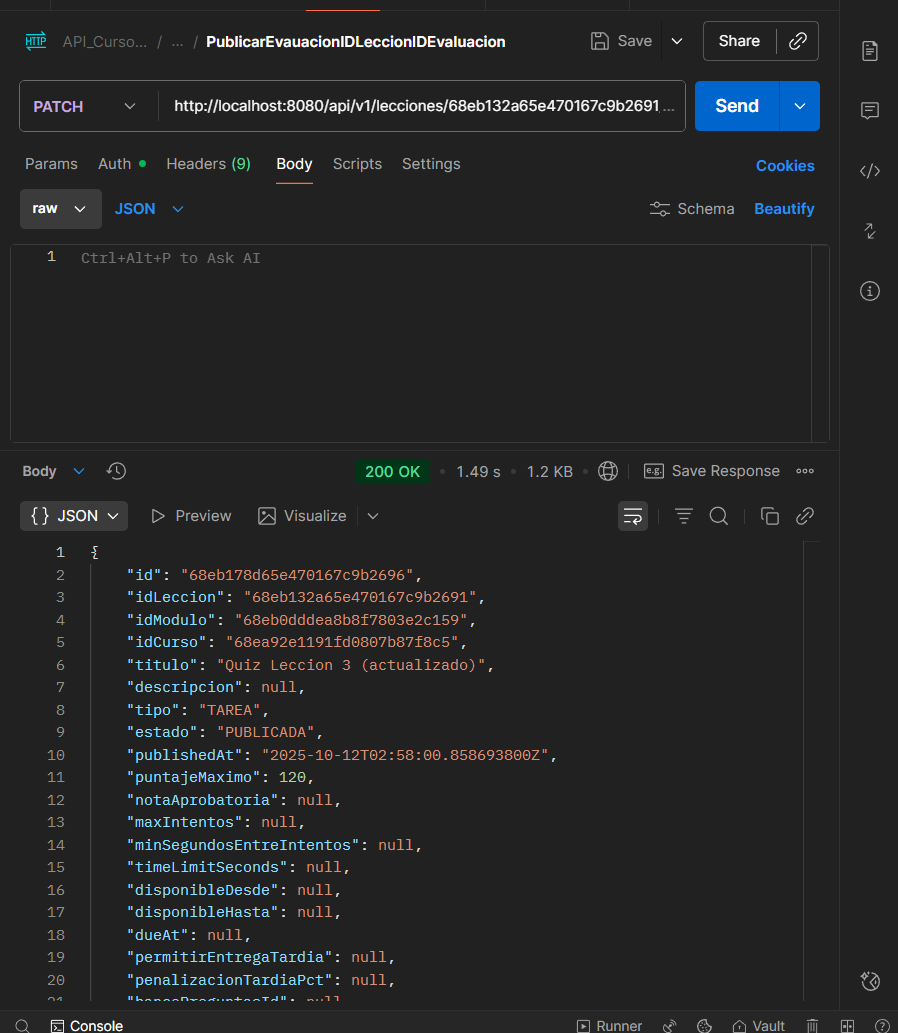 HTTP API_Curso... / ... / PublicarEvauacionIDLeccionIDEvaluacion Save Share
PATCH http://localhost:8080/api/v1/lecciones/68eb132a65e470167c9b2691 ... Send
Params Auth Headers (9) Body Scripts Settings Cookies
raw JSON Schema Beautify
1 Ctrl+Alt+P to Ask AI
Body 200 OK 1.49 s 1.2 KB e.g. Save Response
{} JSON Preview Visualize
1 {
2 "id": "68eb178d65e470167c9b2696",
3 "idLeccion": "68eb132a65e470167c9b2691",
4 "idModulo": "68eb0dddea8b8f7803e2c159",
5 "idCurso": "68ea92e1191fd0807b87f8c5",
6 "titulo": "Quiz Leccion 3 (actualizado)",
7 "descripcion": null,
8 "tipo": "TAREA",
9 "estado": "PUBLICADA",
10 "publishedAt": "2025-10-12T02:58:00.858693800Z",
11 "puntajeMaximo": 120,
12 "notaAprobatoria": null,
13 "maxIntentos": null,
14 "minSegundosEntreIntentos": null,
15 "timeLimitSeconds": null,
16 "disponibleDesde": null,
17 "disponibleHasta": null,
18 "dueAt": null,
19 "permitirEntregaTardia": null,
20 "penalizacionTardiaPct": null,
Console Runner Vault